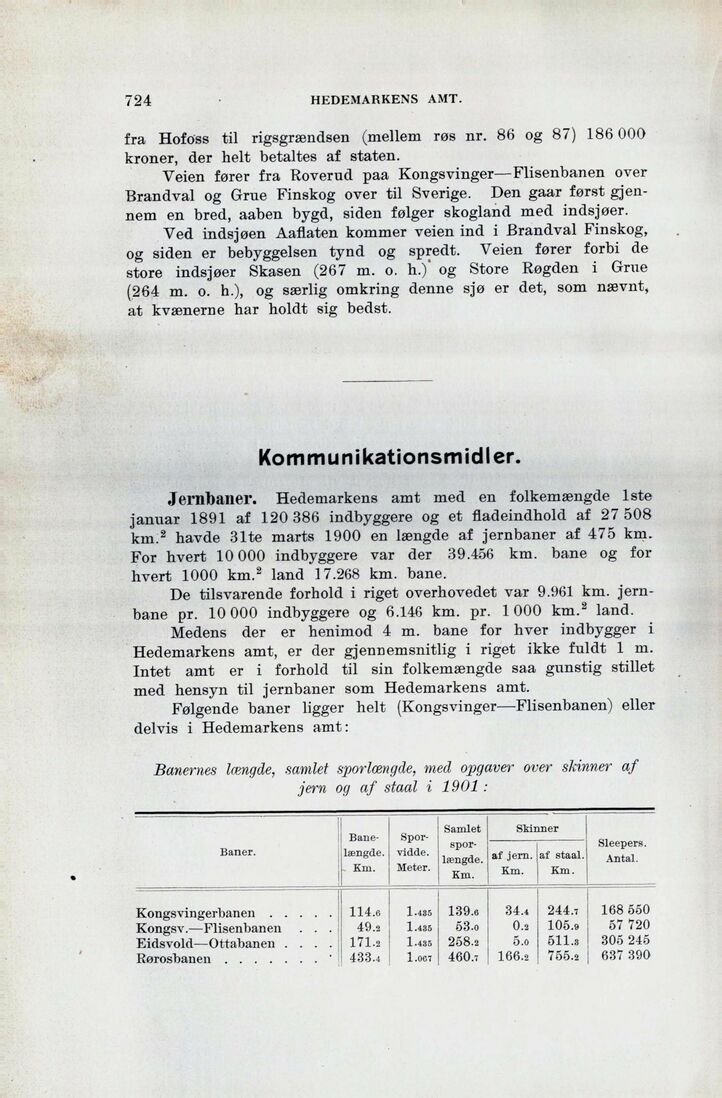 724
HEDEMARKENS AMT.
fra Hofoss til rigsgrændsen (mellem røs nr. 86 og 87) 186 000
kroner, der helt betaltes af staten.
Veien fører fra Roverud paa Kongsvinger—Flisenbanen over
Brandval og Grue Finskog over til Sverige. Den gaar først gjen-
nem en bred, aaben bygd, siden følger skogland med indsjøer.
Ved indsjøen Aaflaten kommer veien ind i Brandval Finskog,
og siden er bebyggelsen tynd og spredt. Veien fører forbi de
store indsjøer Skasen (267 m. o. h.) og Store Røgden i Grue
(264 m. o. h.), og særlig omkring denne sjø er det, som nævnt,
at kvænerne har holdt sig bedst.
Kommunikationsmidler.
Jernbaner. Hedemarkens amt med en folkemængde 1ste
januar 1891 af 120 386 indbyggere og et fladeindhold af 27 508
km.² havde 31te marts 1900 en længde af jernbaner af 475 km.
For hvert 10 000 indbyggere var der 39.456 km. bane og for
hvert 1000 km.² land 17.268 km. bane.
De tilsvarende forhold i riget overhovedet var 9.961 km. jern-
bane pr. 10 000 indbyggere og 6.146 km. pr. 1 000 km.² land.
Medens der er henimod 4 m. bane for hver indbygger i
Hedemarkens amt, er der gjennemsnitlig i riget ikke fuldt 1 m.
Intet amt er i forhold til sin folkemængde saa gunstig stillet
med hensyn til jernbaner som Hedemarkens amt.
Følgende baner ligger helt (Kongsvinger—Flisenbanen) eller
delvis i Hedemarkens amt:
Banernes længde, samlet sporlængde, med opgaver over skinner af
jern og af staal i 1901:
Baner. Bane-længde. Km. Spor-vidde. Meter. Samlet spor-længde. Km. Skinner af jern. Km. af staal. Km. Sleepers. Antal.
Kongsvingerbanen . . . . . 114.6 1.435 139.6 34.4 244.7 168 550
Kongsv.—Flisenbanen . . . 49.2 1.435 53.0 0.2 105.9 57 720
Eidsvold—Ottabanen . . . . 171.2 1.435 258.2 5.0 511.3 305 245
Rørosbanen . . . . . . . 433.4 1.067 460.7 166.2 755.2 637 390